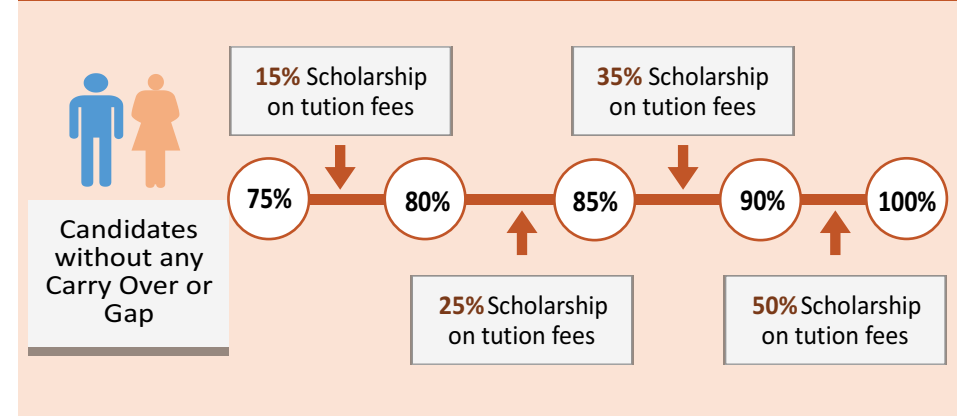 15% Scholarship
on tution fees
35% Scholarship
on tution fees
75%
80%
85%
90%
100%
Candidates
without any
Carry Over or
Gap
25% Scholarship
on tution fees
50% Scholarship
on tution fees